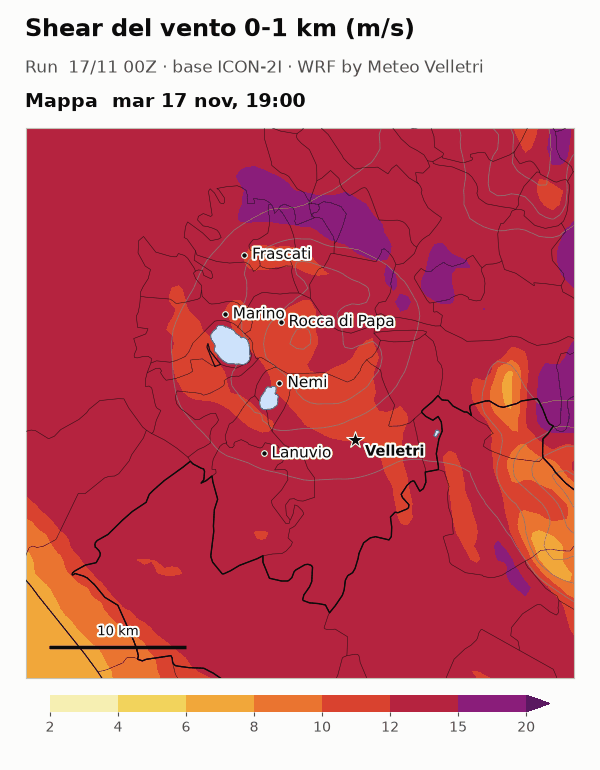 Shear del vento 0-1 km (m/s)
Run  17/11 00Z · base ICON-2I · WRF by Meteo Velletri
Mappa  mar 17 nov, 19:00
Frascati
Marino
Rocca di Papa
Nemi
Velletri
Lanuvio
10 km
2 4 6 8 10 12 15 20